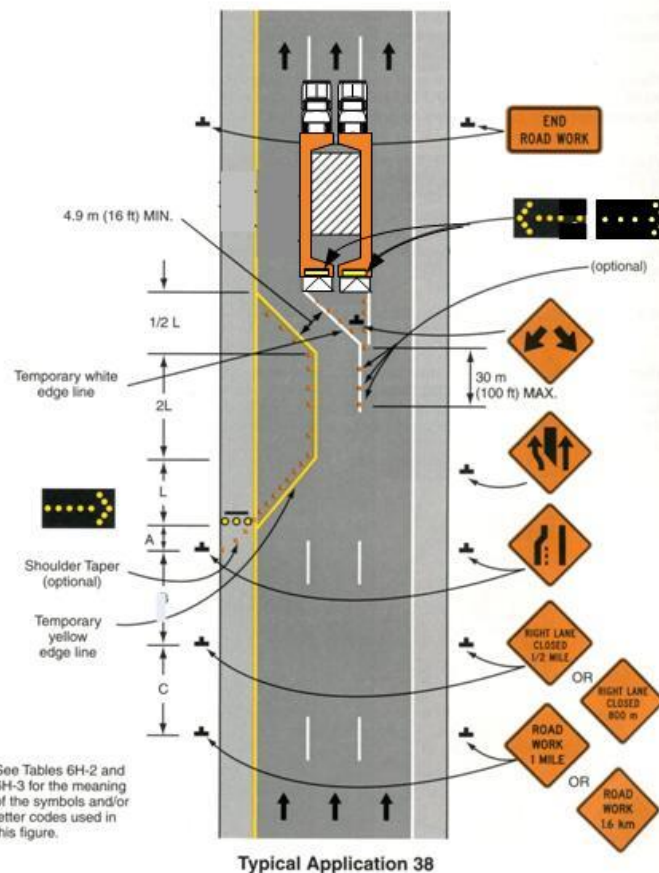 END
ROAD WORK
4.9 m (16 ft) MIN.
(optional)
1/2 L
Temporary white
edge line
30 m
(100 ft) MAX.
2L
L
A
Shoulder Taper
(optional)
Temporary
yellow
edge line
RIGHT LANE
CLOSED
1/2 MILE
OR
RIGHT LANE
CLOSED
800 m
C
ROAD
WORK
1 MILE
OR
ROAD
WORK
1.6 km
See Tables 6H-2 and
6H-3 for the meaning
of the symbols and/or
letter codes used in
this figure.
Typical Application 38